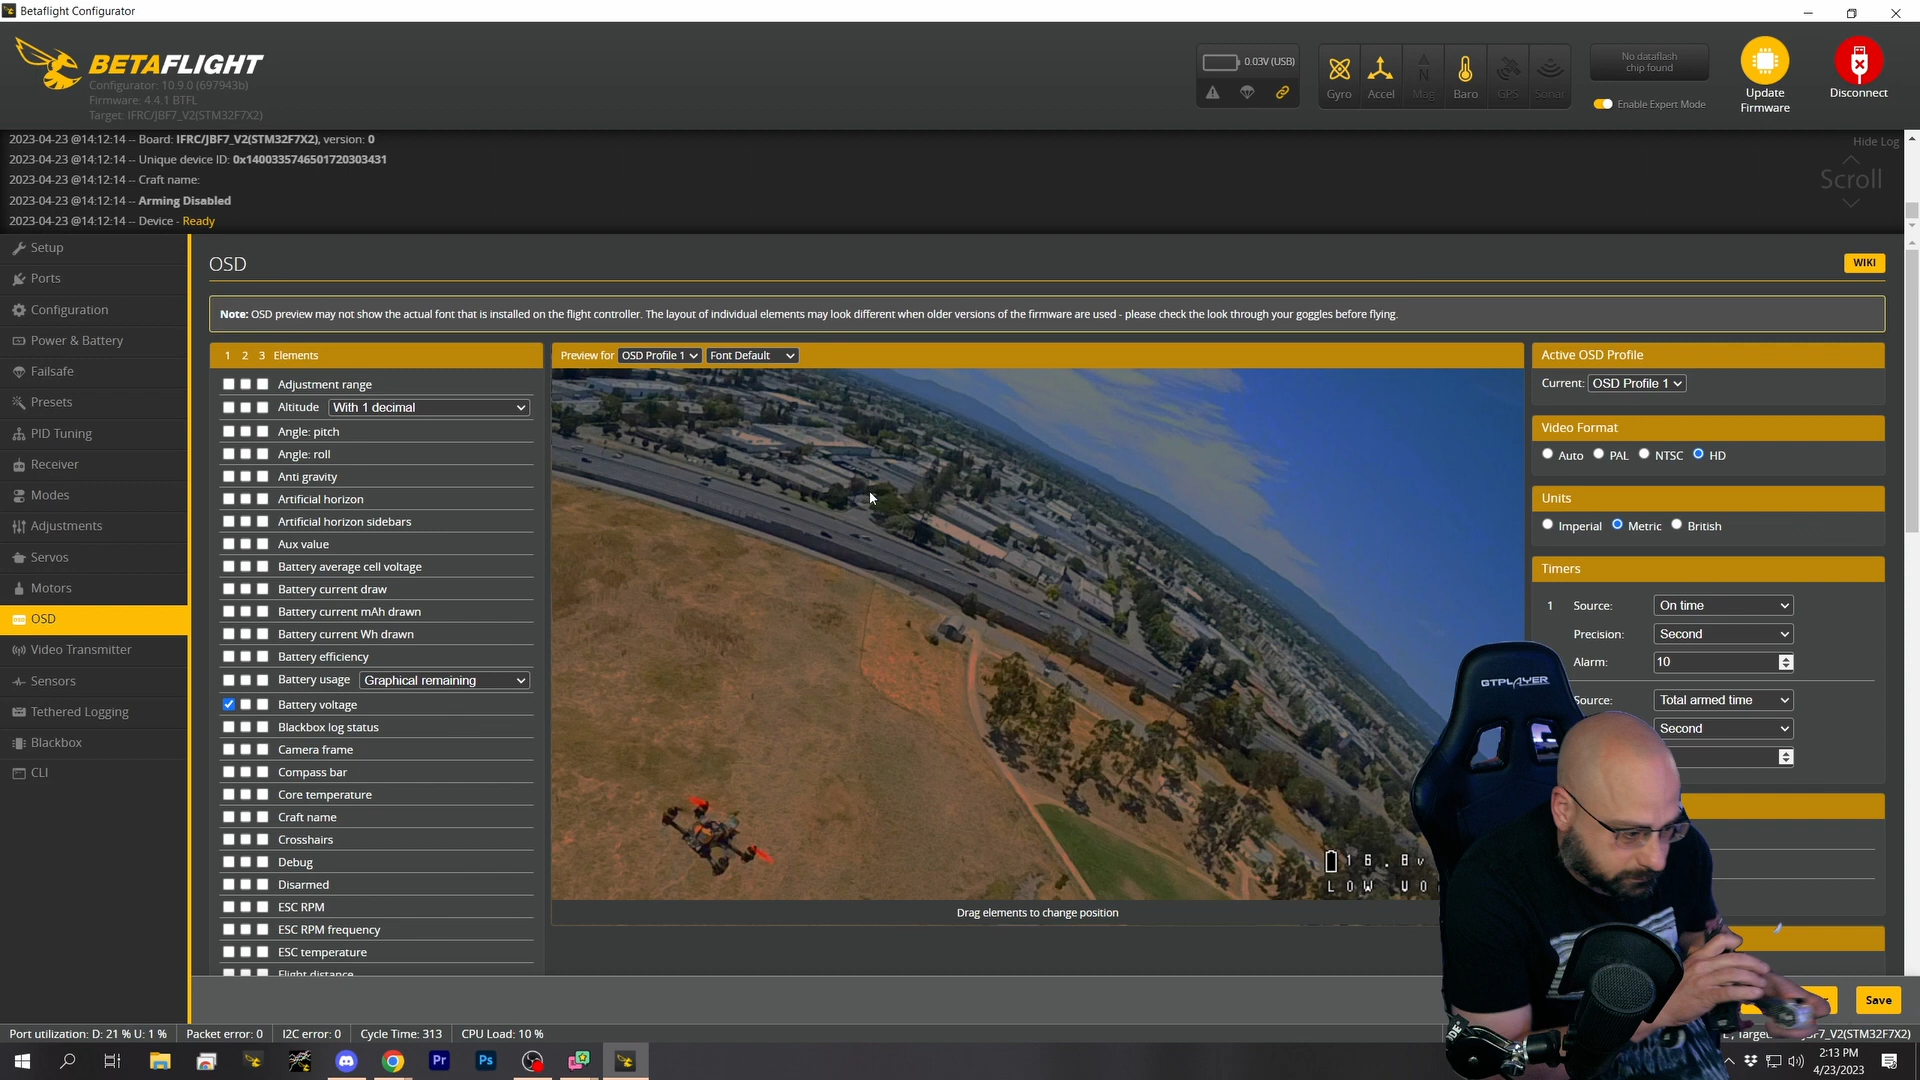 Betaflight Configurator
BETAFLIGHT
Configurator: 10.9.0 (697943b)
Firmware: 4.4.1 BTFL
Target: IFRC/JBF7_V2(STM32F7X2)
0.03V (USB)
Gyro
Accel
Mag
Baro
GPS
Sonar
No dataflash
chip found
Enable Expert Mode
Update
Firmware
Disconnect
2023-04-23 @14:12:14 -- Board: IFRC/JBF7_V2(STM32F7X2), version: 0
2023-04-23 @14:12:14 -- Unique device ID: 0x1400335746501720303431
2023-04-23 @14:12:14 -- Craft name:
2023-04-23 @14:12:14 -- Arming Disabled
2023-04-23 @14:12:14 -- Device - Ready
Hide Log
Scroll
Setup
Ports
Configuration
Power & Battery
Failsafe
Presets
PID Tuning
Receiver
Modes
Adjustments
Servos
Motors
OSD
Video Transmitter
Sensors
Tethered Logging
Blackbox
CLI
OSD
WIKI
Note: OSD preview may not show the actual font that is installed on the flight controller. The layout of individual elements may look different when older versions of the firmware are used - please check the look through your goggles before flying.
1 2 3 Elements
Adjustment range
Altitude With 1 decimal
Angle: pitch
Angle: roll
Anti gravity
Artificial horizon
Artificial horizon sidebars
Aux value
Battery average cell voltage
Battery current draw
Battery current mAh drawn
Battery current Wh drawn
Battery efficiency
Battery usage Graphical remaining
Battery voltage
Blackbox log status
Camera frame
Compass bar
Core temperature
Craft name
Crosshairs
Debug
Disarmed
ESC RPM
ESC RPM frequency
ESC temperature
Flight distance
Preview for OSD Profile 1 Font Default
16.8V
LOW VO
Drag elements to change position
Active OSD Profile
Current: OSD Profile 1
Video Format
Auto PAL NTSC HD
Units
Imperial Metric British
Timers
1 Source: On time
Precision: Second
Alarm: 10
Source: Total armed time
Second
GTPLAYER
Save
Port utilization: D: 21 % U: 1 % Packet error: 0 I2C error: 0 Cycle Time: 313 CPU Load: 10 %
F7_V2(STM32F7X2)
Pr
Ps
2:13 PM
4/23/2023